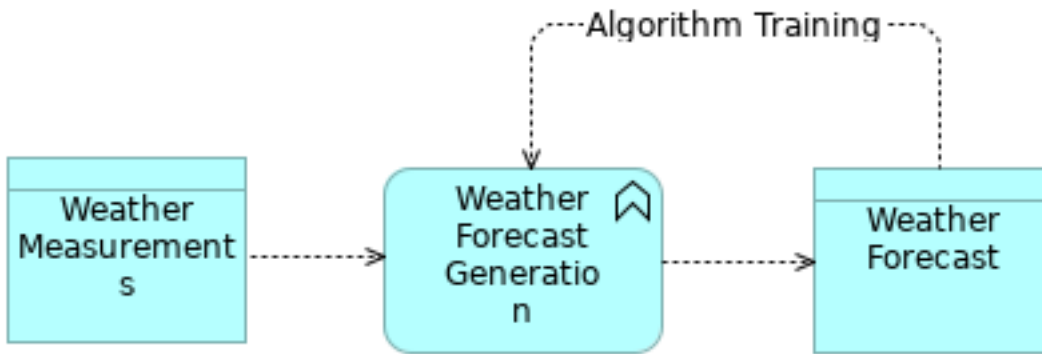 Algorithm Training
Weather
Measurement
s
Weather
Forecast
Generatio
n
Weather
Forecast